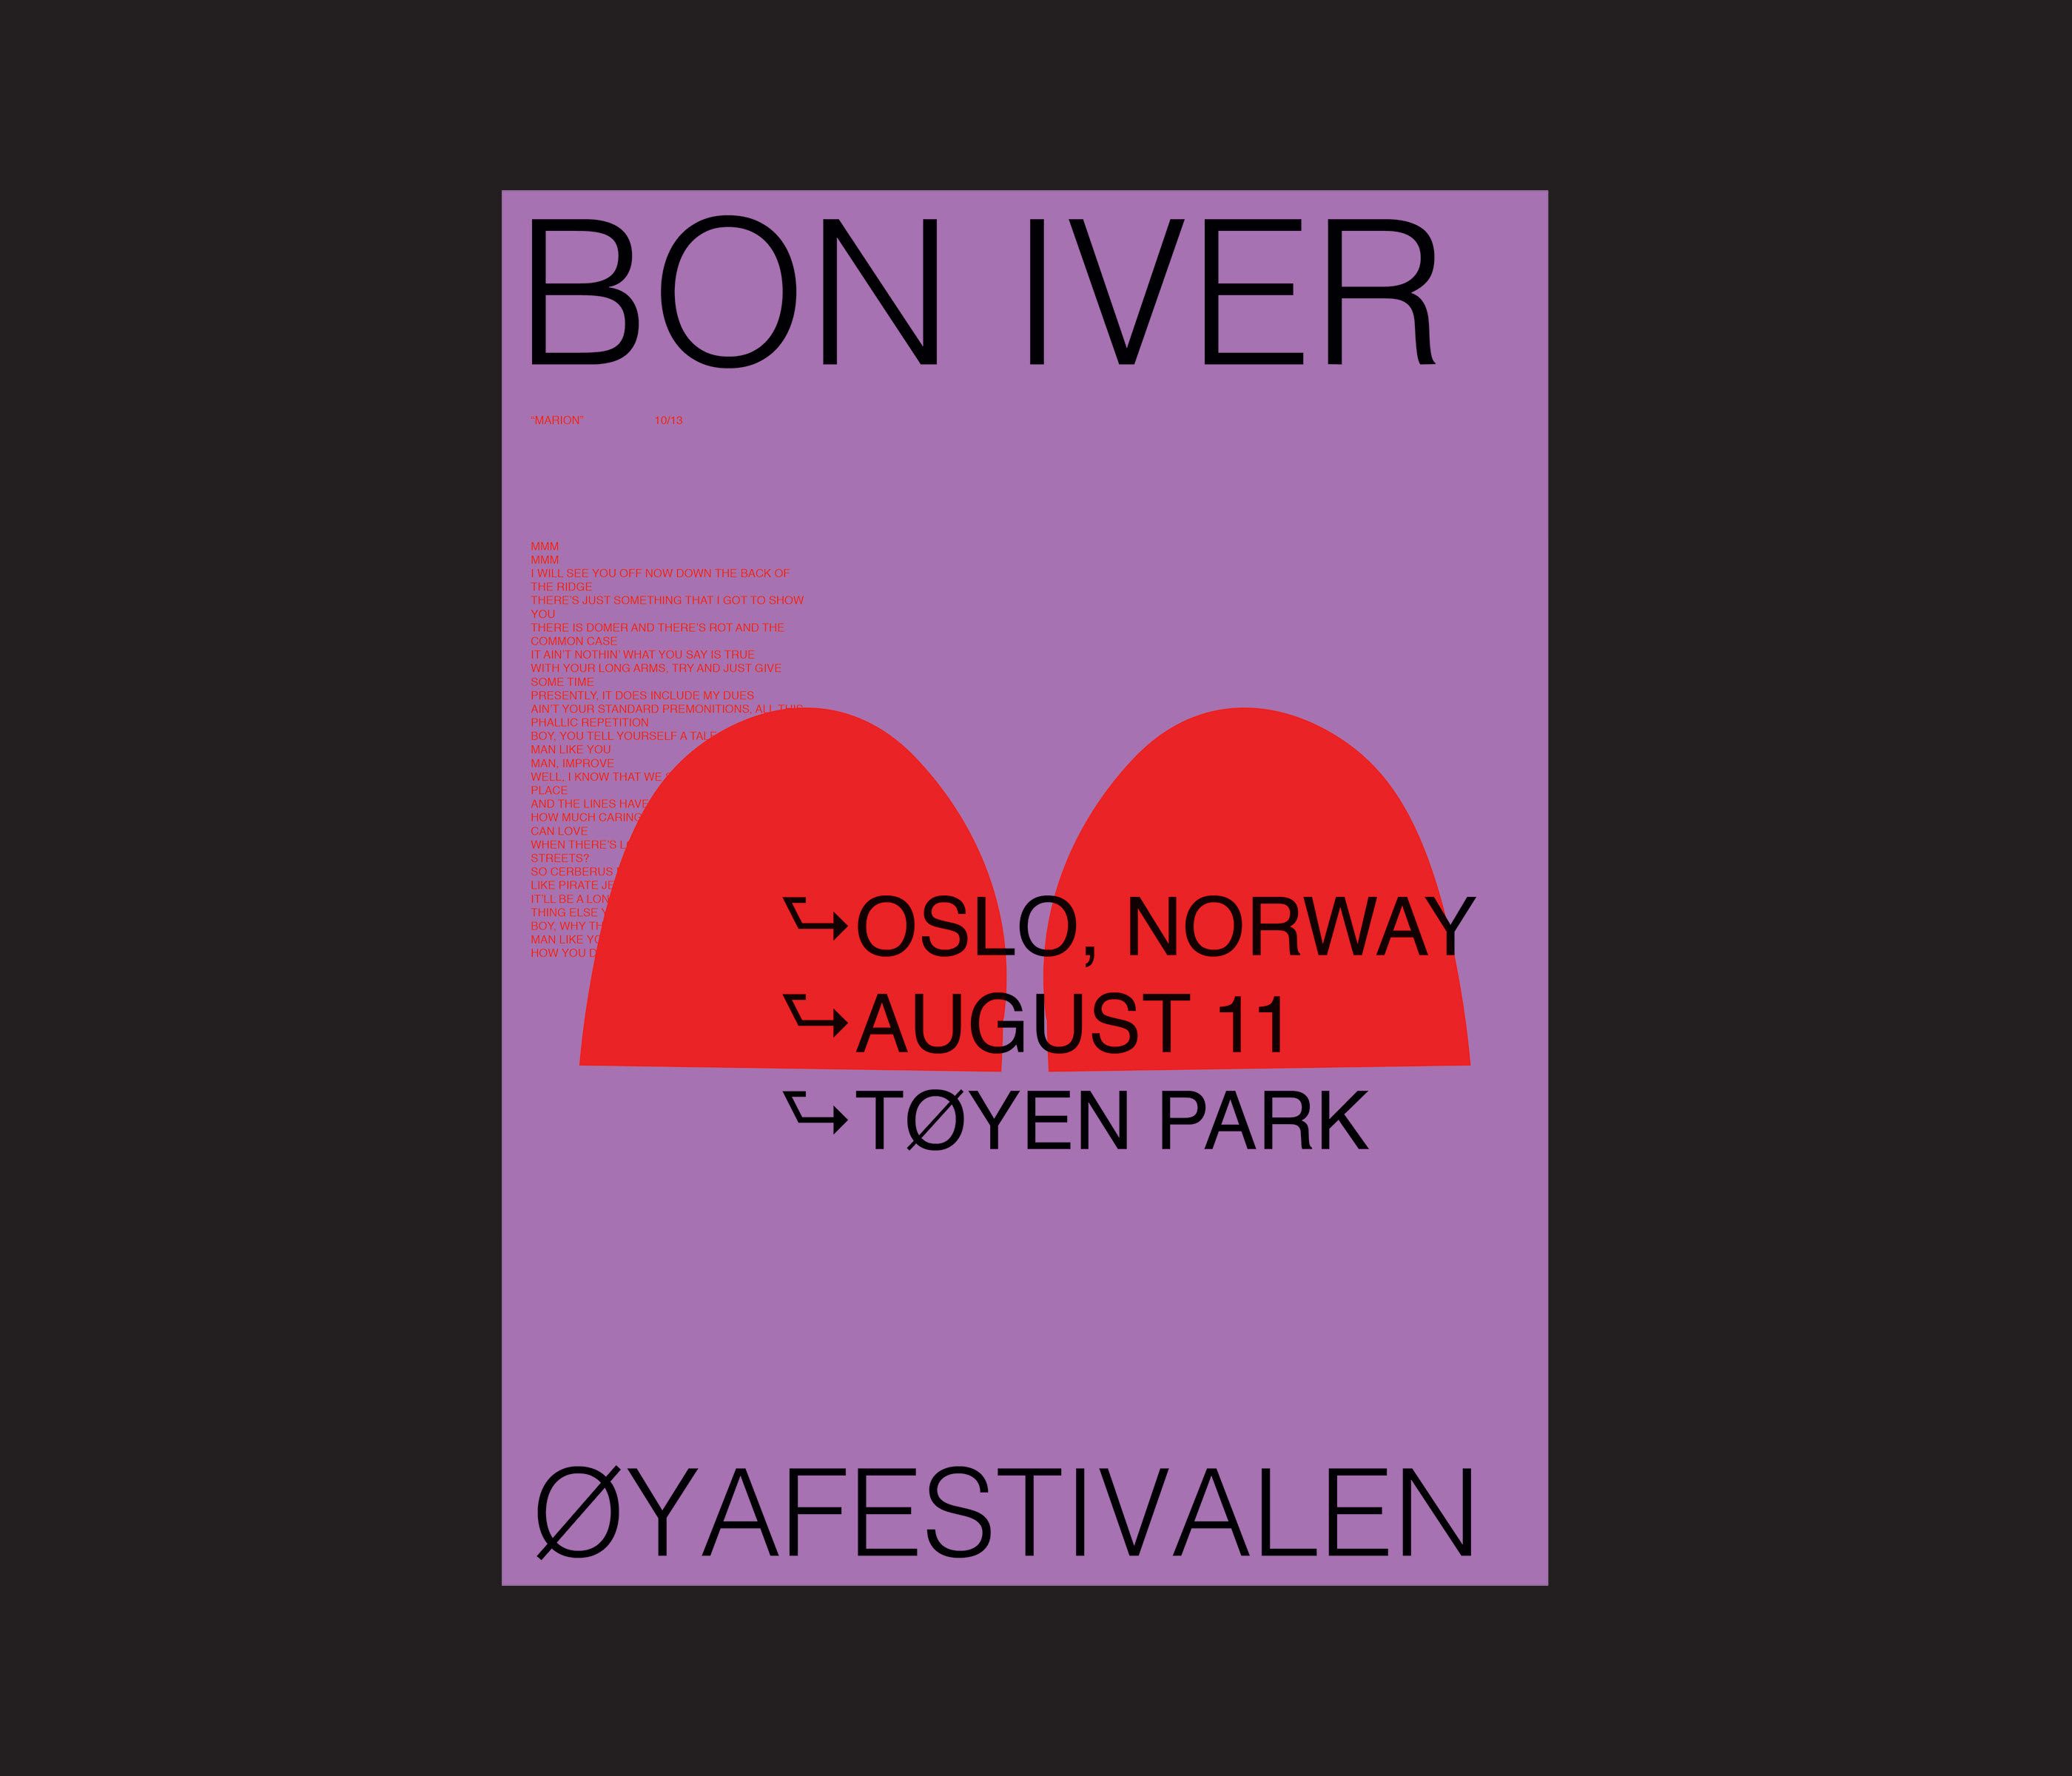 BON IVER
“MARION” 10/13
MMM
MMM
I WILL SEE YOU OFF NOW DOWN THE BACK OF
THE RIDGE
THERE’S JUST SOMETHING THAT I GOT TO SHOW
YOU
THERE IS DOMER AND THERE’S ROT AND THE
COMMON CASE
IT AIN’T NOTHIN’ WHAT YOU SAY IS TRUE
WITH YOUR LONG ARMS, TRY AND JUST GIVE
SOME TIME
PRESENTLY, IT DOES INCLUDE MY DUES
AIN’T YOUR STANDARD PREMONITIONS, ALL THIS
PHALLIC REPETITION
BOY, YOU TELL YOURSELF A TALE
MAN LIKE YOU
MAN, IMPROVE
WELL, I KNOW THAT WE
PLACE
AND THE LINES HAVE
HOW MUCH CARING
CAN LOVE
WHEN THERE’S
STREETS?
SO CERBERUS
LIKE PIRATE
IT’LL BE A
THING ELSE
BOY, WHY
MAN LIKE
HOW YOU
↳ OSLO, NORWAY
↳ AUGUST 11
↳ TØYEN PARK
ØYAFESTIVALEN